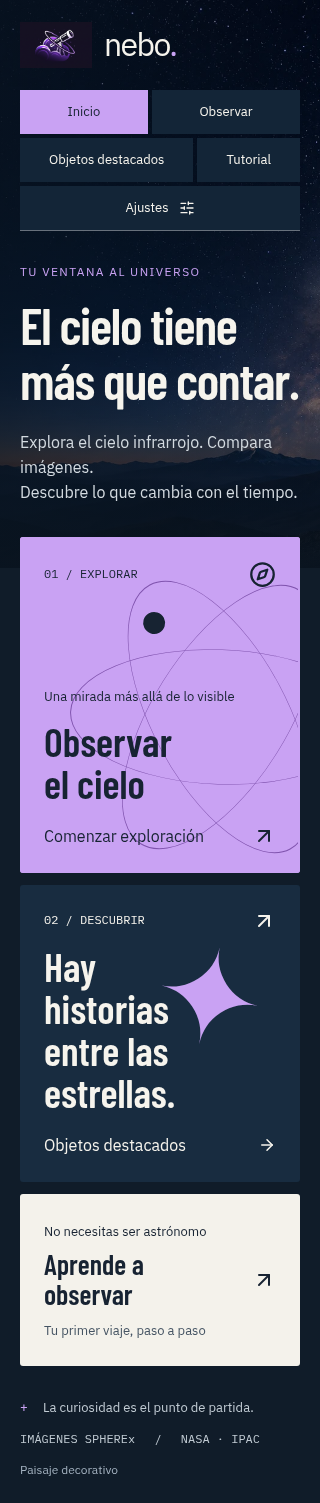 nebo.
Inicio
Observar
Objetos destacados
Tutorial
Ajustes
TU VENTANA AL UNIVERSO
El cielo tiene
más que contar.
Explora el cielo infrarrojo. Compara
imágenes.
Descubre lo que cambia con el tiempo.
01 / EXPLORAR
Una mirada más allá de lo visible
Observar
el cielo
Comenzar exploración
02 / DESCUBRIR
Hay
historias
entre las
estrellas.
Objetos destacados
No necesitas ser astrónomo
Aprende a
observar
Tu primer viaje, paso a paso
+ La curiosidad es el punto de partida.
IMÁGENES SPHEREx / NASA · IPAC
Paisaje decorativo